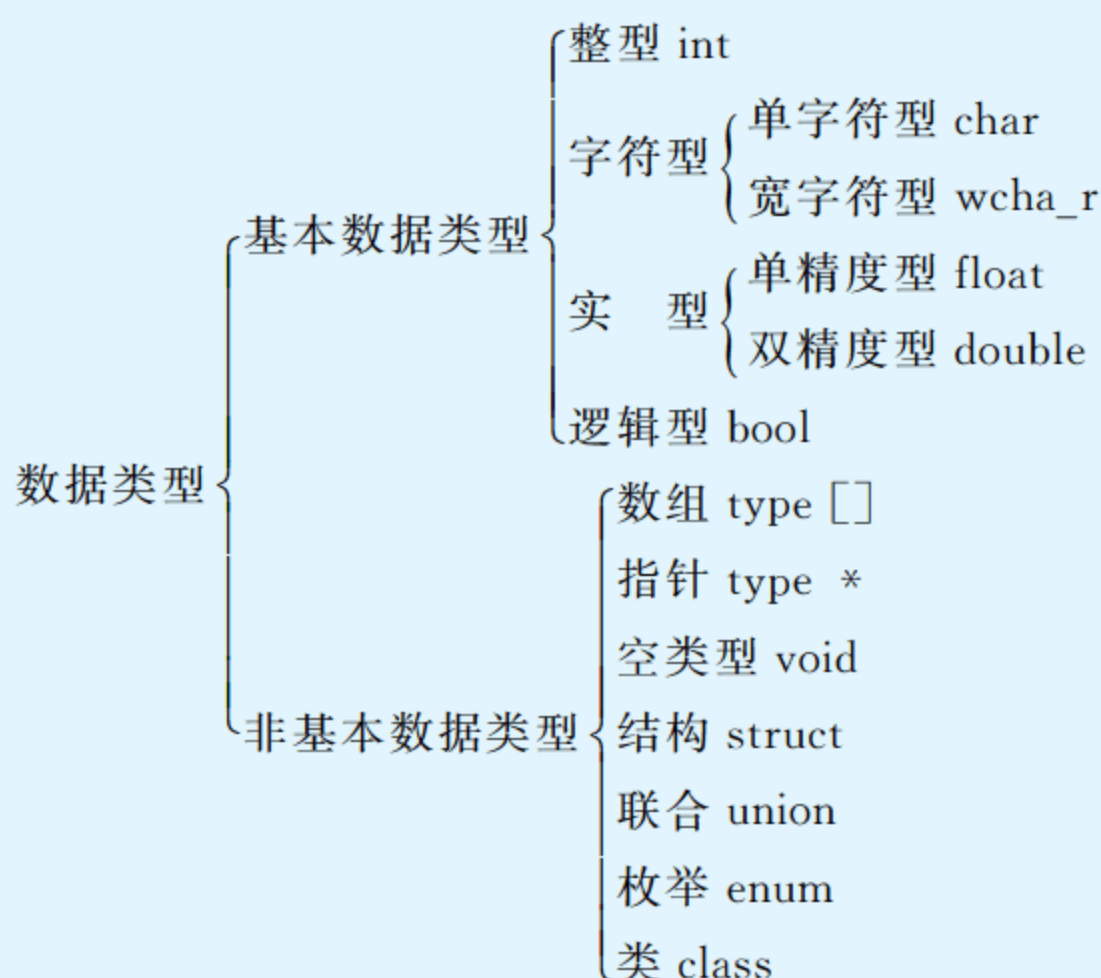 整型 int
字符型
单字符型 char
宽字符型 wcha_r
基本数据类型
实 型
单精度型 float
双精度型 double
逻辑型 bool
数据类型
数组 type []
指针 type *
空类型 void
非基本数据类型
结构 struct
联合 union
枚举 enum
类 class